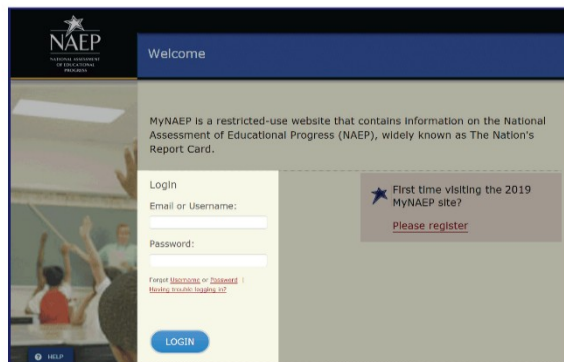 NAEP
NATIONAL ASSESSMENT
OF EDUCATIONAL
PROGRESS
Welcome
MyNAEP is a restricted-use website that contains information on the National
Assessment of Educational Progress (NAEP), widely known as The Nation's
Report Card.
Login
Email or Username:
Password:
Forgot Username or Password |
Having trouble logging in?
LOGIN
First time visiting the 2019
MyNAEP site?
Please register
HELP